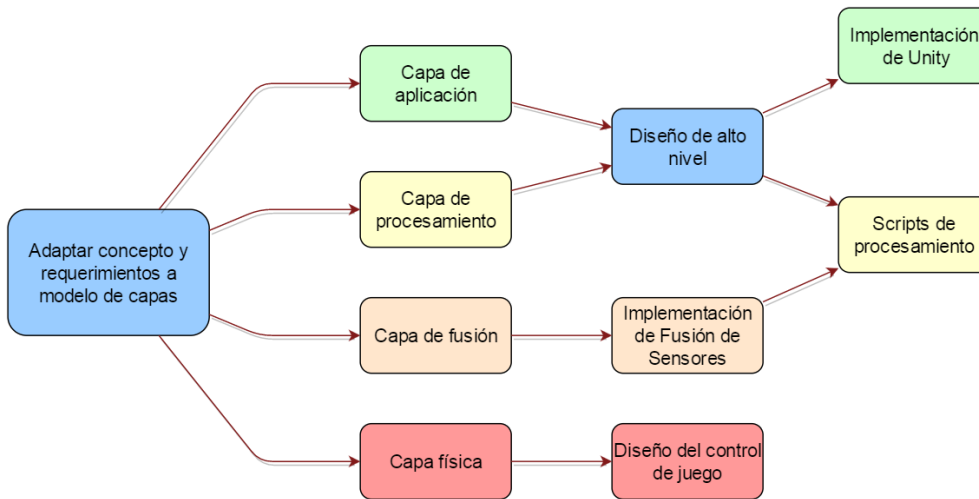 Adaptar concepto y
requerimientos a
modelo de capas
Capa de
aplicación
Capa de
procesamiento
Capa de fusión
Capa física
Diseño de alto
nivel
Implementación
de Fusión de
Sensores
Diseño del control
de juego
Implementación
de Unity
Scripts de
procesamiento